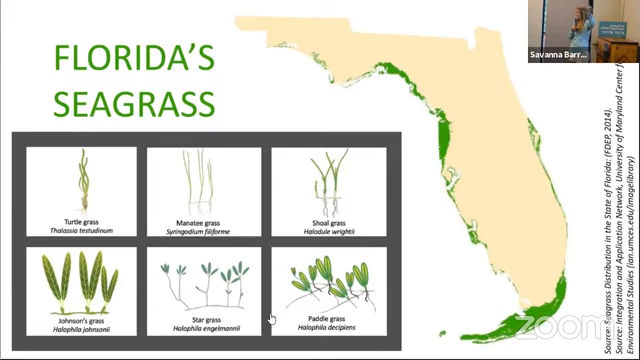 FLORIDA'S
SEAGRASS
Turtle grass
Thalassia testudinum
Manatee grass
Syringodium filiforme
Shoal grass
Halodule wrightii
Johnson's grass
Halophila johnsonii
Star grass
Halophila engelmannii
Paddle grass
Halophila decipiens
Savanna Barr...
Source: Seagrass Distribution in the State of Florida: (FDEP, 2014).
Source: Integration and Application Network, University of Maryland Center fo
Environmental Studies (ian.umces.edu/imagelibrary)
zoom